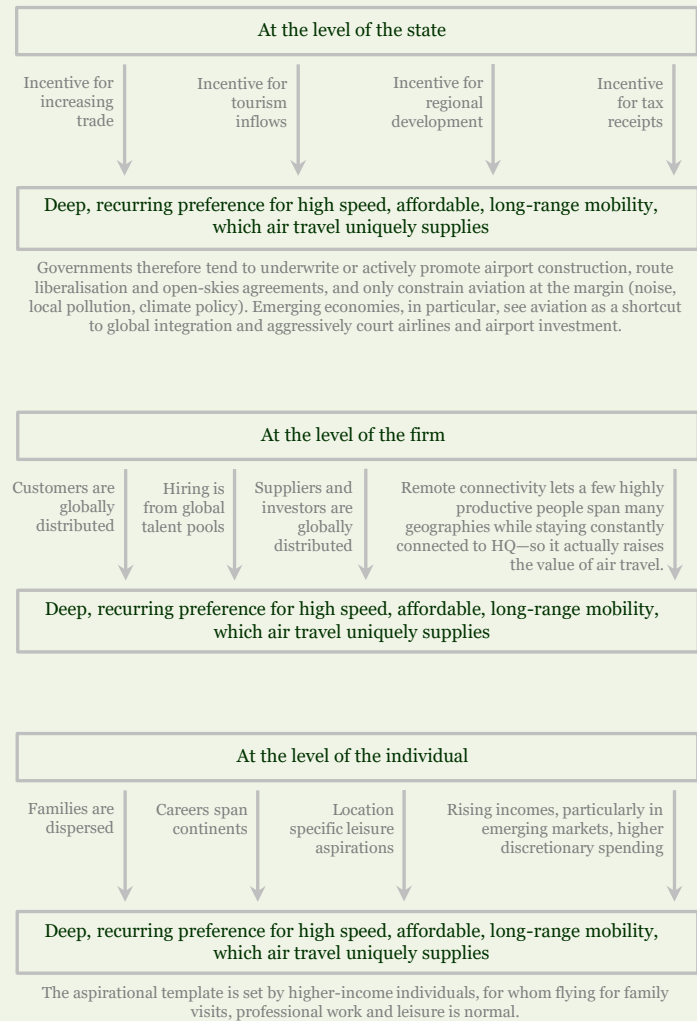 At the level of the state
Incentive for
increasing
trade
Incentive for
tourism
inflows
Incentive for
regional
development
Incentive
for tax
receipts
Deep, recurring preference for high speed, affordable, long-range mobility,
which air travel uniquely supplies
Governments therefore tend to underwrite or actively promote airport construction, route
liberalisation and open-skies agreements, and only constrain aviation at the margin (noise,
local pollution, climate policy). Emerging economies, in particular, see aviation as a shortcut
to global integration and aggressively court airlines and airport investment.
At the level of the firm
Customers are
globally
distributed
Hiring is
from global
talent pools
Suppliers and
investors are
globally
distributed
Remote connectivity lets a few highly
productive people span many
geographies while staying constantly
connected to HQ—so it actually raises
the value of air travel.
Deep, recurring preference for high speed, affordable, long-range mobility,
which air travel uniquely supplies
At the level of the individual
Families are
dispersed
Careers span
continents
Location
specific leisure
aspirations
Rising incomes, particularly in
emerging markets, higher
discretionary spending
Deep, recurring preference for high speed, affordable, long-range mobility,
which air travel uniquely supplies
The aspirational template is set by higher-income individuals, for whom flying for family
visits, professional work and leisure is normal.